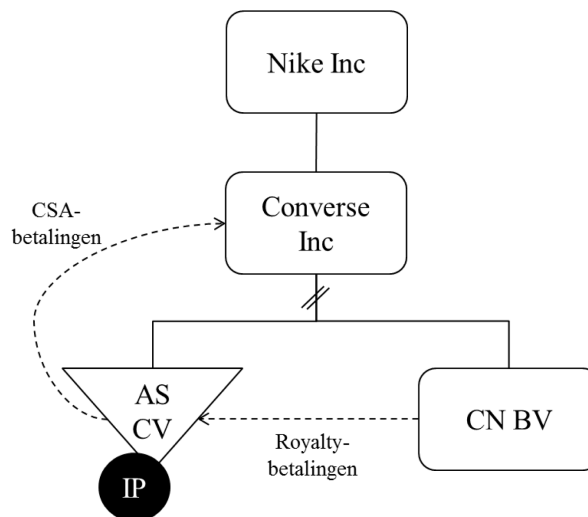 Nike Inc
CSA-
betalingen
Converse
Inc
AS
CV
CN BV
Royalty-
betalingen
IP